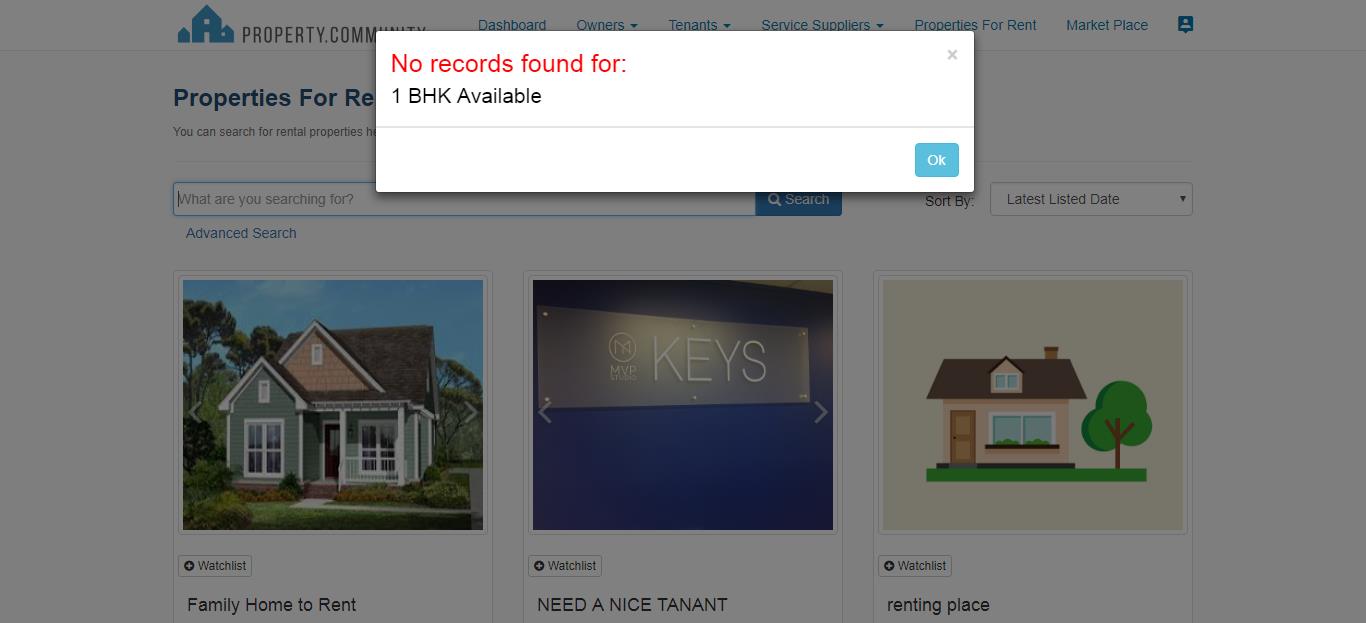 PROPERTY.COMMUNITY
Dashboard Owners Tenants Service Suppliers Properties For Rent Market Place
No records found for:
×
1 BHK Available
Ok
Properties For Re
You can search for rental properties he
What are you searching for?
Search
Sort By:
Latest Listed Date
Advanced Search
MVP
STUDIO
KEYS
Watchlist
Watchlist
Watchlist
Family Home to Rent
NEED A NICE TANANT
renting place